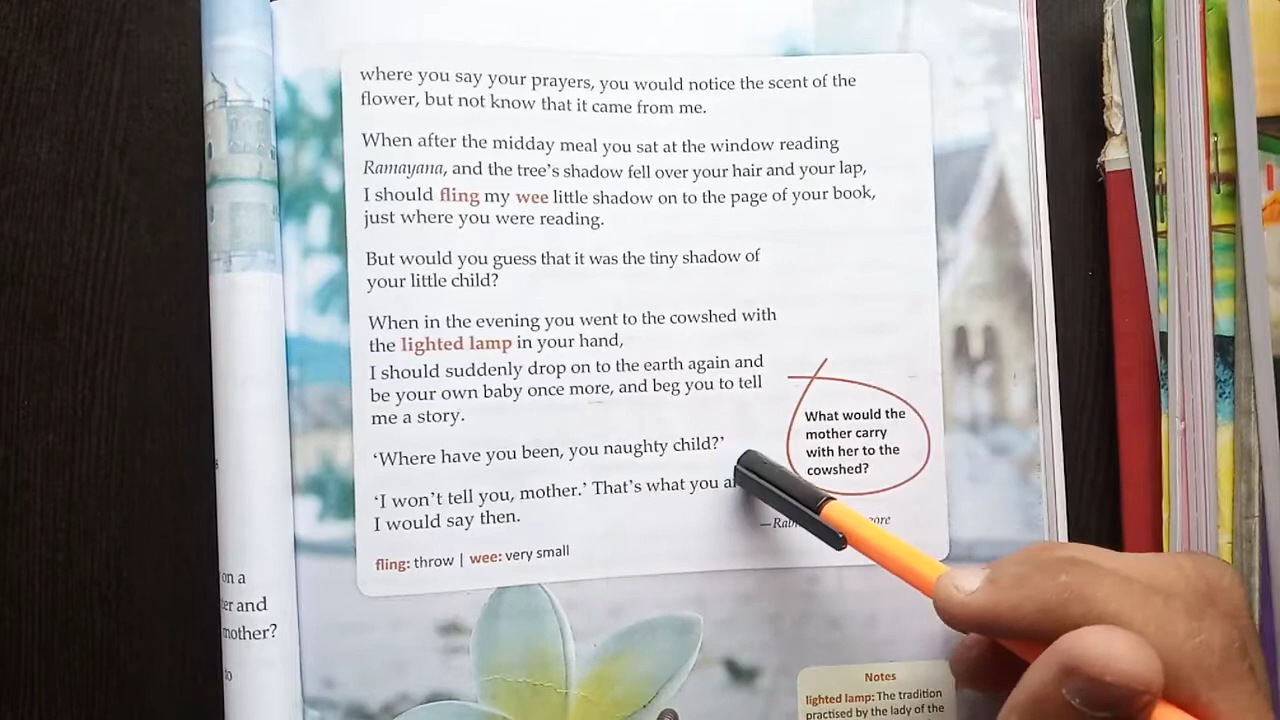 where you say your prayers, you would notice the scent of the
flower, but not know that it came from me.
When after the midday meal you sat at the window reading
Ramayana, and the tree's shadow fell over your hair and your lap,
I should fling my wee little shadow on to the page of your book,
just where you were reading.
But would you guess that it was the tiny shadow of
your little child?
When in the evening you went to the cowshed with
the lighted lamp in your hand,
I should suddenly drop on to the earth again and
be your own baby once more, and beg you to tell
me a story.
'Where have you been, you naughty child?'
'I won't tell you, mother.' That's what you
I would say then.
fling: throw | wee: very small
What would the
mother carry
with her to the
cowshed?
on a
and
mother?
Notes
lighted lamp: The tradition
practised by the lady of the